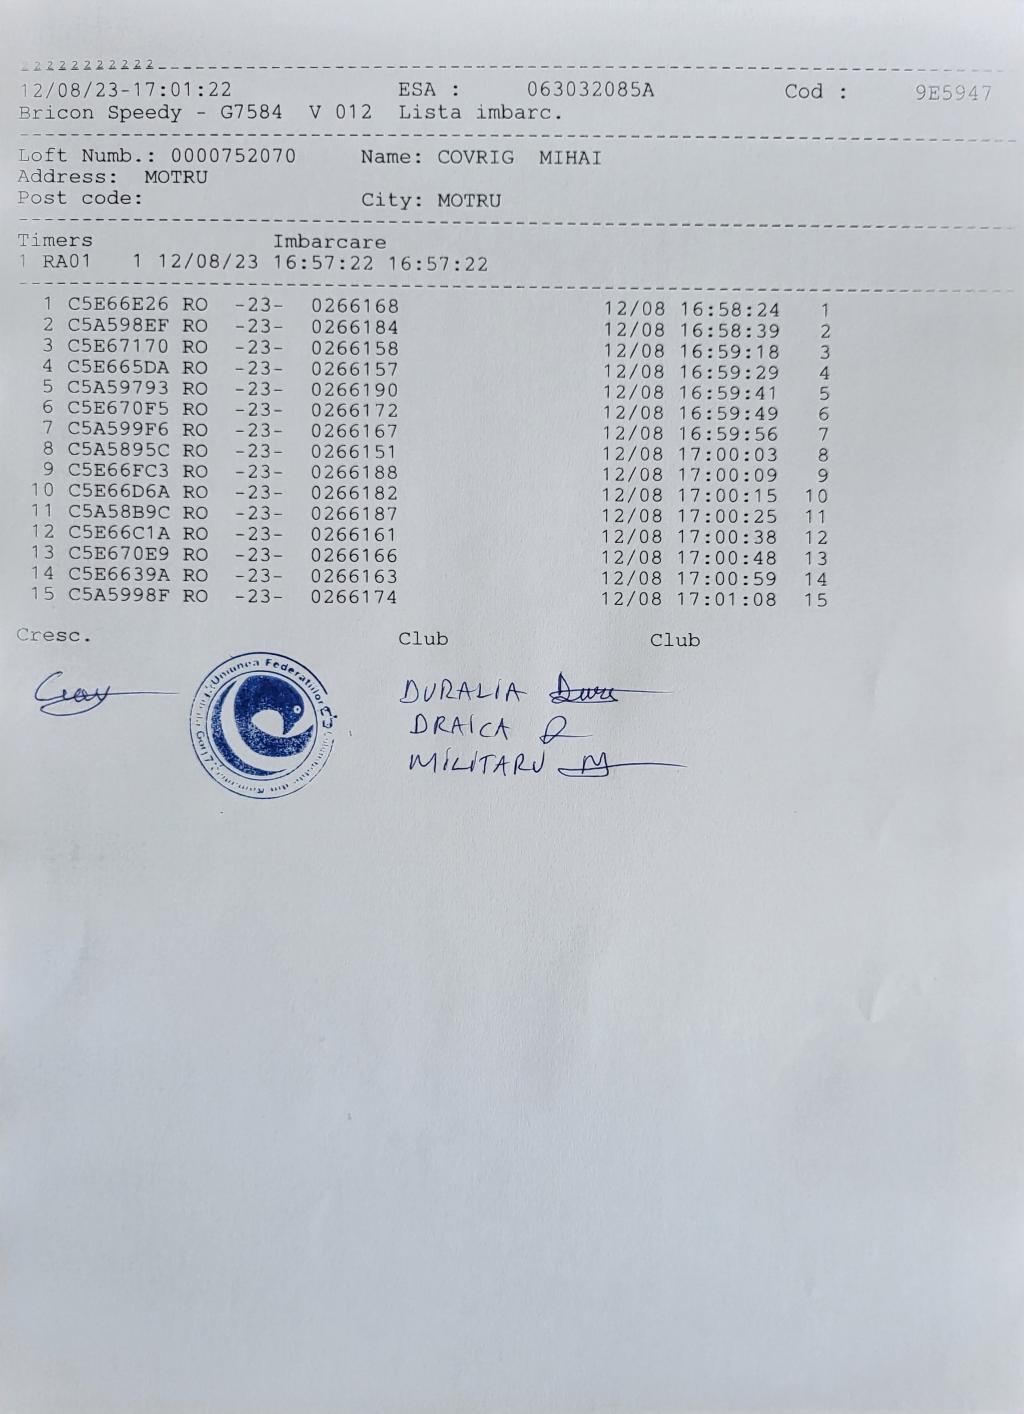 22222222222
12/08/23-17:01:22 ESA : 063032085A Cod : 9E5947
Bricon Speedy - G7584 V 012 Lista imbarc.
Loft Numb.: 0000752070 Name: COVRIG MIHAI
Address: MOTRU
Post code: City: MOTRU
Timers Imbarcare
1 RA01 1 12/08/23 16:57:22 16:57:22
1 C5E66E26 RO -23- 0266168 12/08 16:58:24 1
2 C5A598EF RO -23- 0266184 12/08 16:58:39 2
3 C5E67170 RO -23- 0266158 12/08 16:59:18 3
4 C5E665DA RO -23- 0266157 12/08 16:59:29 4
5 C5A59793 RO -23- 0266190 12/08 16:59:41 5
6 C5E670F5 RO -23- 0266172 12/08 16:59:49 6
7 C5A599F6 RO -23- 0266167 12/08 16:59:56 7
8 C5A5895C RO -23- 0266151 12/08 17:00:03 8
9 C5E66FC3 RO -23- 0266188 12/08 17:00:09 9
10 C5E66D6A RO -23- 0266182 12/08 17:00:15 10
11 C5A58B9C RO -23- 0266187 12/08 17:00:25 11
12 C5E66C1A RO -23- 0266161 12/08 17:00:38 12
13 C5E670E9 RO -23- 0266166 12/08 17:00:48 13
14 C5E6639A RO -23- 0266163 12/08 17:00:59 14
15 C5A5998F RO -23- 0266174 12/08 17:01:08 15
Cresc. Club Club
Uniunea Federatiilor
DURALIA
DRAICA
MILITARU